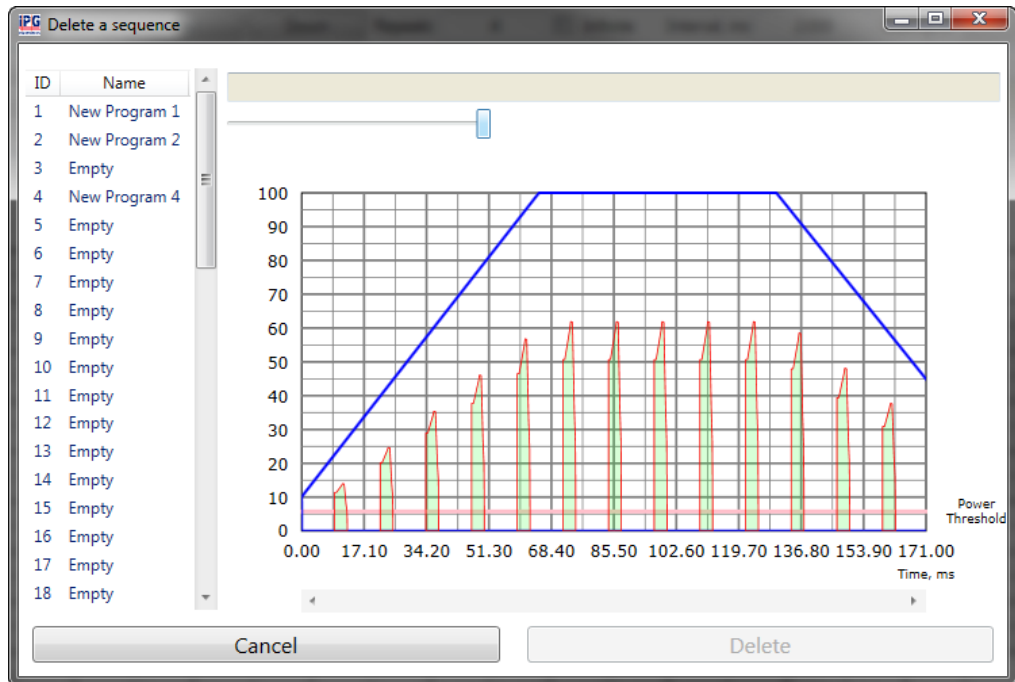 iPG Delete a sequence
ID Name
1 New Program 1
2 New Program 2
3 Empty
4 New Program 4
5 Empty
6 Empty
7 Empty
8 Empty
9 Empty
10 Empty
11 Empty
12 Empty
13 Empty
14 Empty
15 Empty
16 Empty
17 Empty
18 Empty
100
90
80
70
60
50
40
30
20
10
0
Power
Threshold
0.00 17.10 34.20 51.30 68.40 85.50 102.60 119.70 136.80 153.90 171.00
Time, ms
Cancel Delete